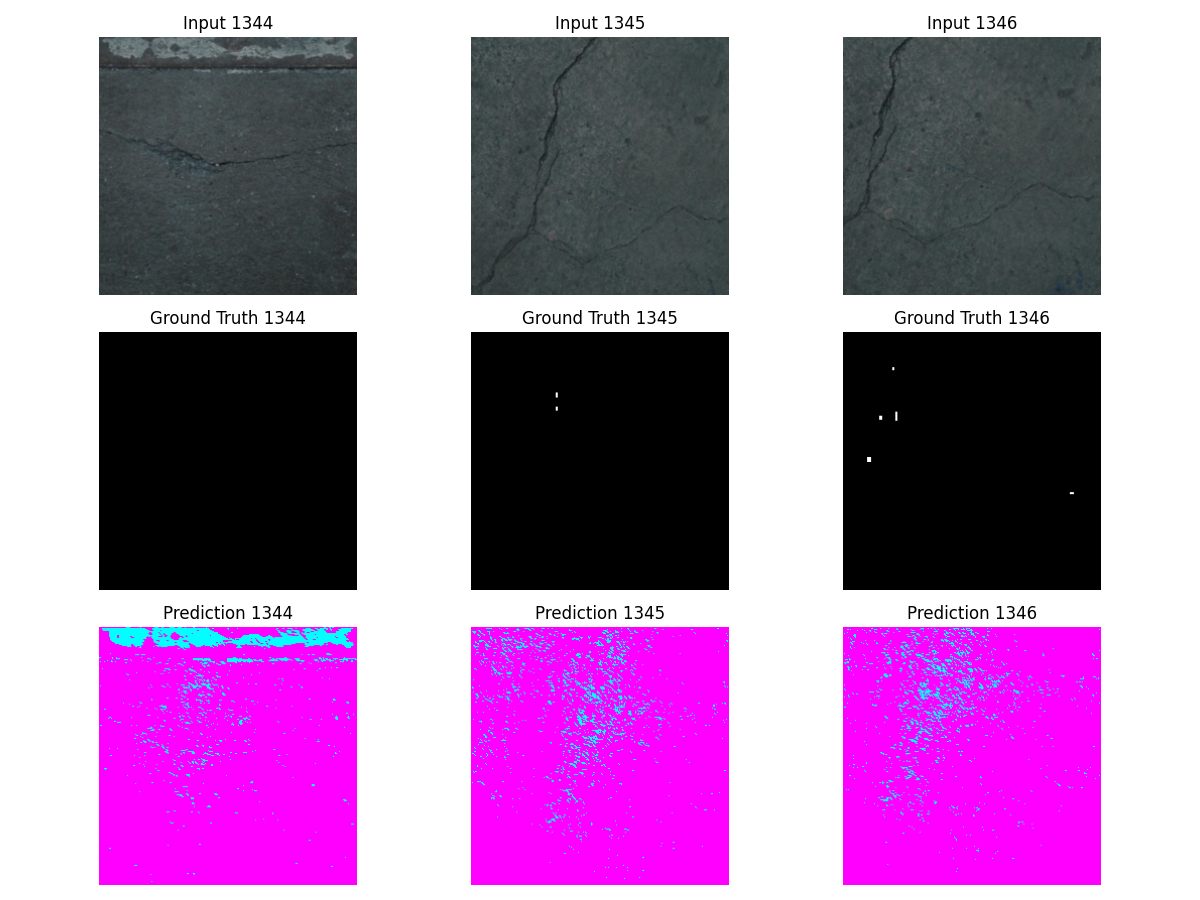 Input 1344
Input 1345
Input 1346
Ground Truth 1344
Ground Truth 1345
Ground Truth 1346
Prediction 1344
Prediction 1345
Prediction 1346